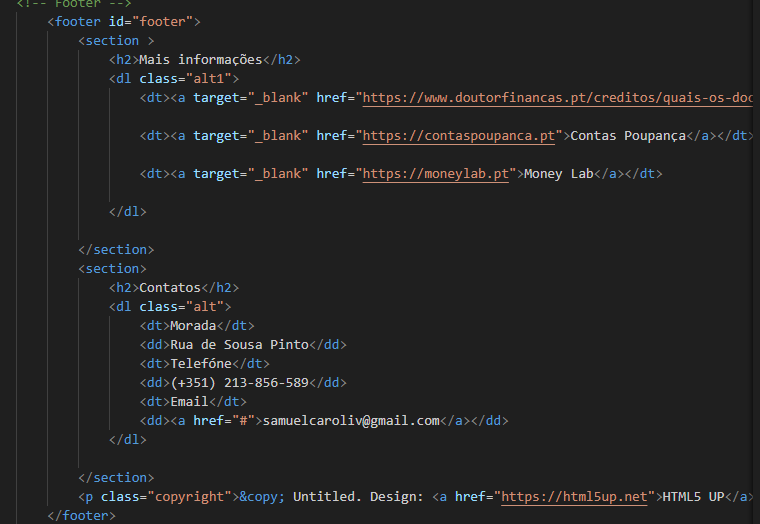 <!-- Footer -->
<footer id="footer">
<section >
<h2>Mais informações</h2>
<dl class="alt1">
<dt><a target="_blank" href="https://www.doutorfinancas.pt/creditos/quais-os-doc
<dt><a target="_blank" href="https://contaspoupanca.pt">Contas Poupança</a></dt>
<dt><a target="_blank" href="https://moneylab.pt">Money Lab</a></dt>
</dl>
</section>
<section>
<h2>Contatos</h2>
<dl class="alt">
<dt>Morada</dt>
<dd>Rua de Sousa Pinto</dd>
<dt>Telefóne</dt>
<dd>(+351) 213-856-589</dd>
<dt>Email</dt>
<dd><a href="#">samuelcaroliv@gmail.com</a></dd>
</dl>
</section>
<p class="copyright">&copy; Untitled. Design: <a href="https://html5up.net">HTML5 UP</a>
</footer>